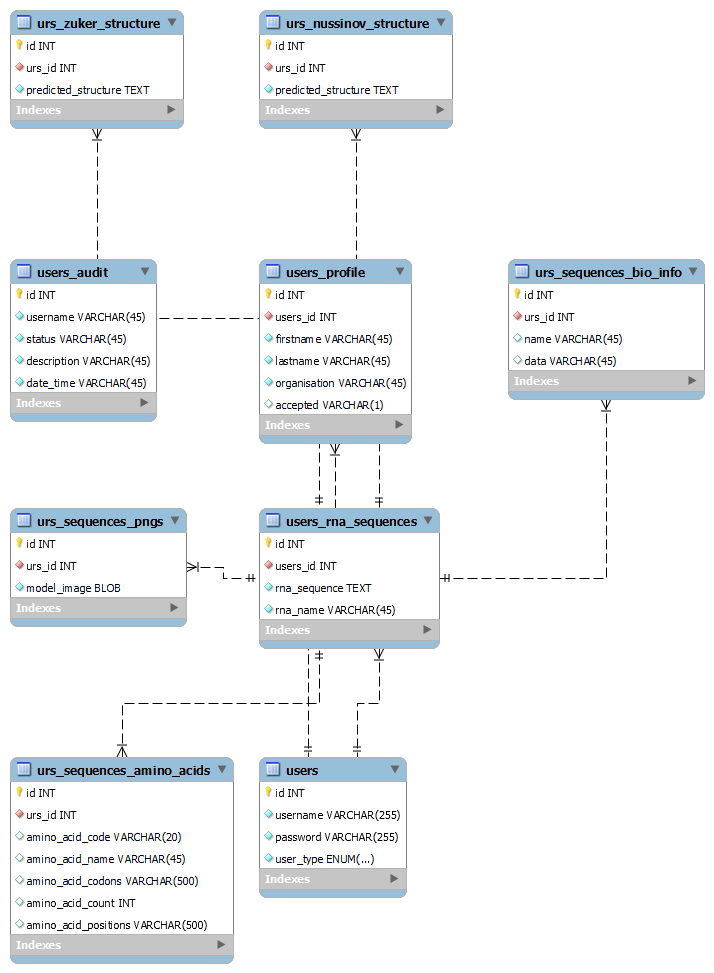 urs_zuker_structure
id INT
urs_id INT
predicted_structure TEXT
Indexes
urs_nussinov_structure
id INT
urs_id INT
predicted_structure TEXT
Indexes
users_audit
id INT
username VARCHAR(45)
status VARCHAR(45)
description VARCHAR(45)
date_time VARCHAR(45)
Indexes
users_profile
id INT
users_id INT
firstname VARCHAR(45)
lastname VARCHAR(45)
organisation VARCHAR(45)
accepted VARCHAR(1)
Indexes
urs_sequences_bio_info
id INT
urs_id INT
name VARCHAR(45)
data VARCHAR(45)
Indexes
urs_sequences_pngs
id INT
urs_id INT
model_image BLOB
Indexes
users_rna_sequences
id INT
users_id INT
rna_sequence TEXT
rna_name VARCHAR(45)
Indexes
urs_sequences_amino_acids
id INT
urs_id INT
amino_acid_code VARCHAR(20)
amino_acid_name VARCHAR(45)
amino_acid_codons VARCHAR(500)
amino_acid_count INT
amino_acid_positions VARCHAR(500)
Indexes
users
id INT
username VARCHAR(255)
password VARCHAR(255)
user_type ENUM(...)
Indexes